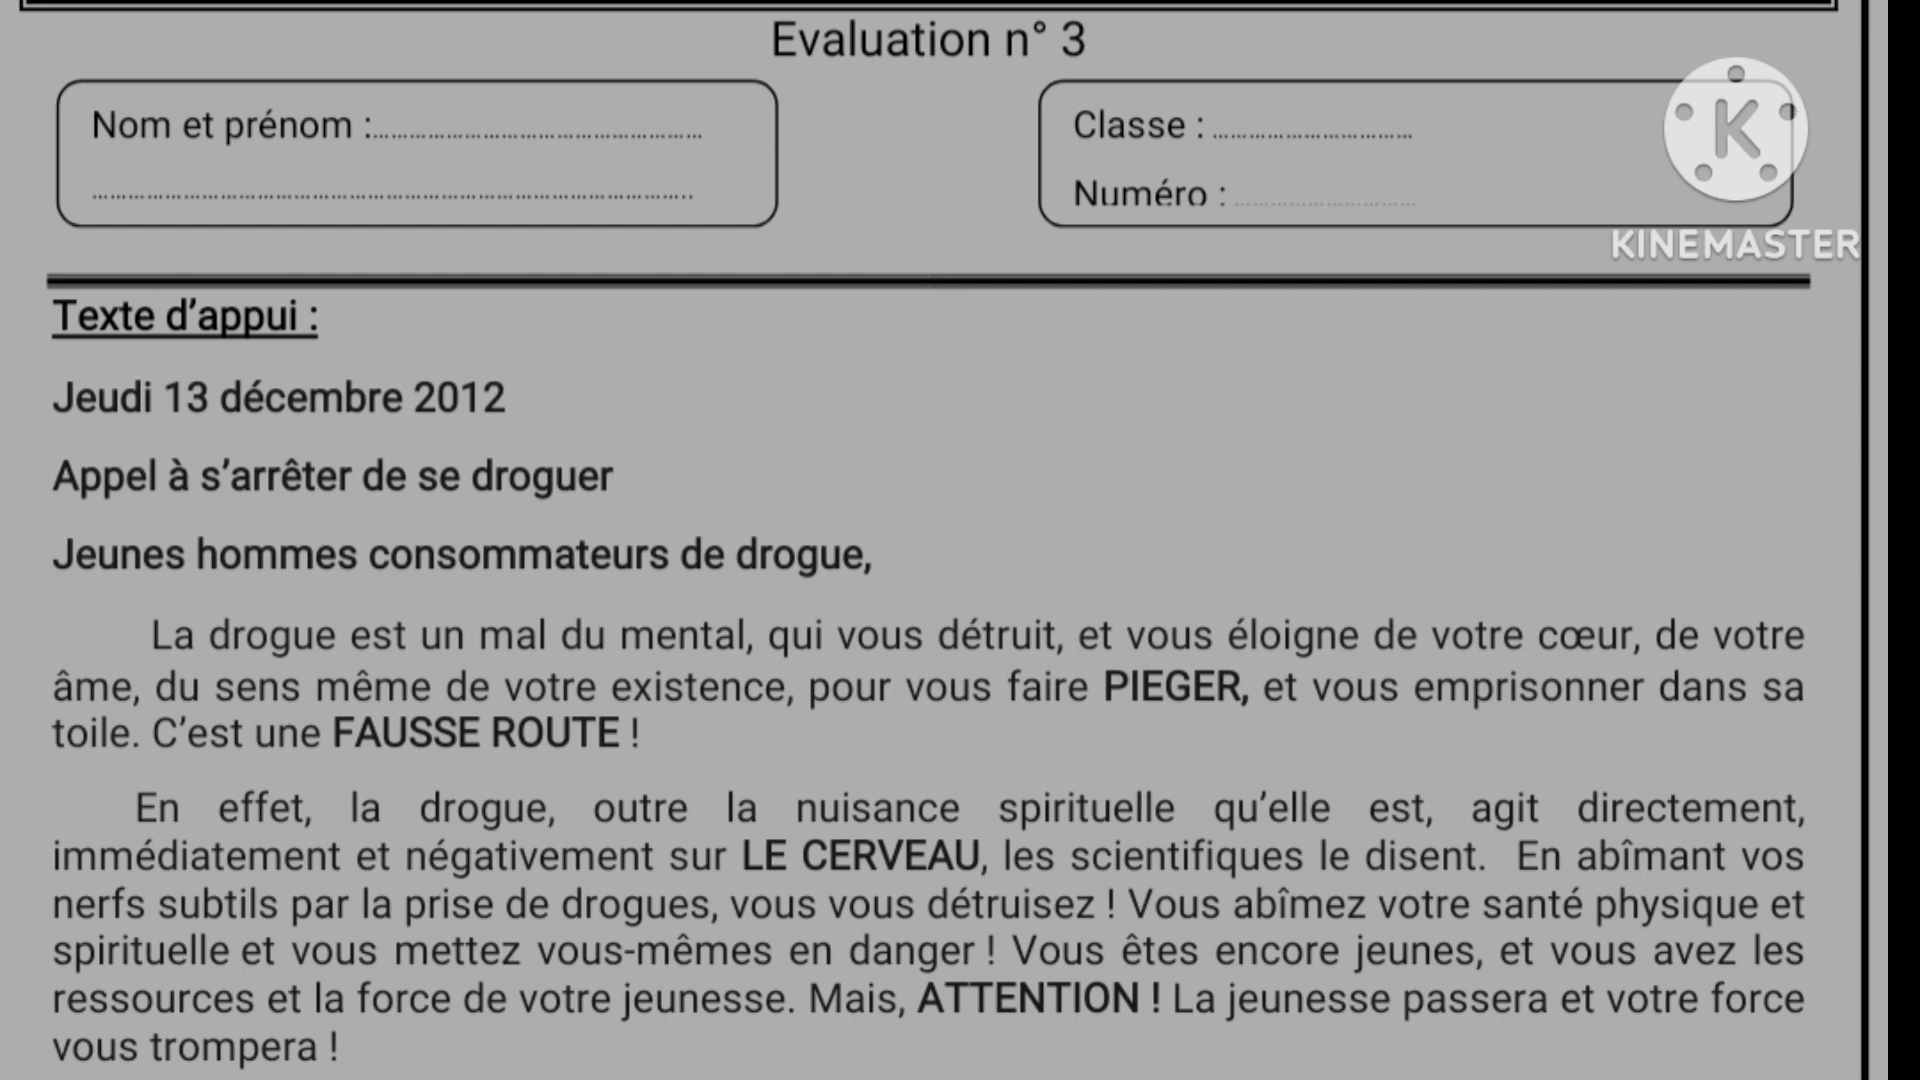 Evaluation n° 3
Nom et prénom :......................................................
....................................................................................................
Classe : .................................
Numéro : ..............................
K
KINEMASTER
Texte d’appui :
Jeudi 13 décembre 2012
Appel à s’arrêter de se droguer
Jeunes hommes consommateurs de drogue,
La drogue est un mal du mental, qui vous détruit, et vous éloigne de votre cœur, de votre
âme, du sens même de votre existence, pour vous faire PIEGER, et vous emprisonner dans sa
toile. C’est une FAUSSE ROUTE !
En effet, la drogue, outre la nuisance spirituelle qu’elle est, agit directement,
immédiatement et négativement sur LE CERVEAU, les scientifiques le disent. En abîmant vos
nerfs subtils par la prise de drogues, vous vous détruisez ! Vous abîmez votre santé physique et
spirituelle et vous mettez vous-mêmes en danger ! Vous êtes encore jeunes, et vous avez les
ressources et la force de votre jeunesse. Mais, ATTENTION ! La jeunesse passera et votre force
vous trompera !